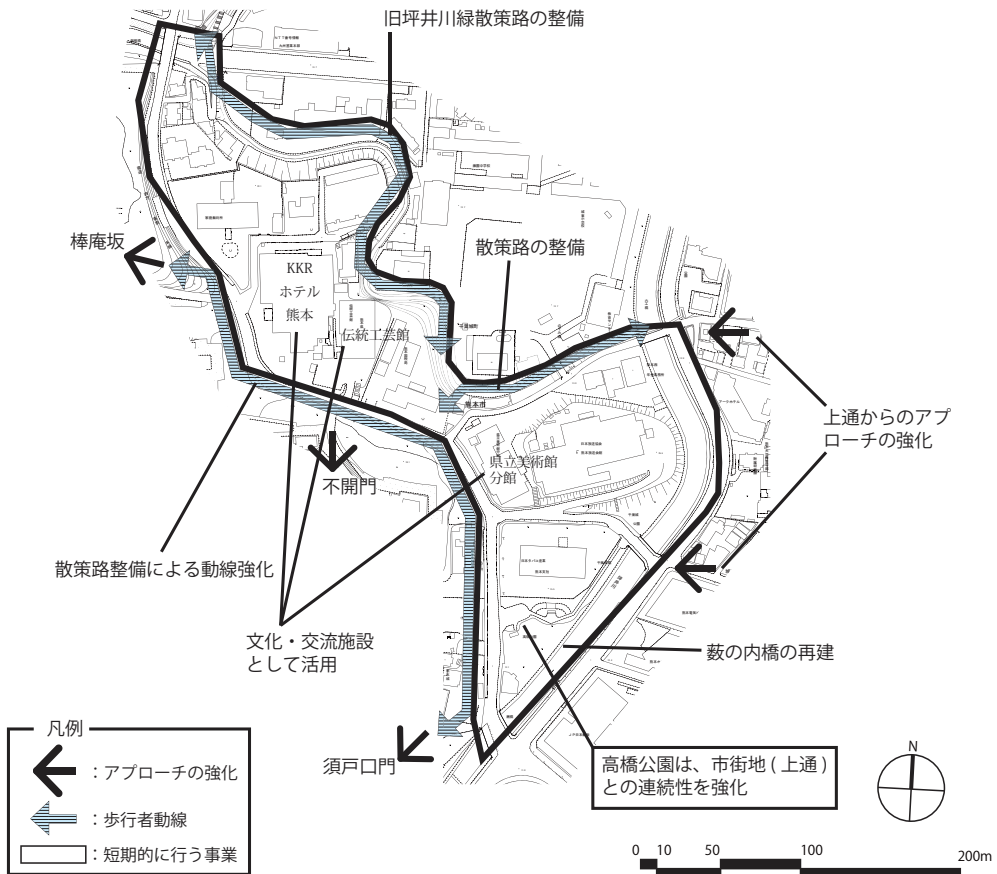 旧坪井川緑散策路の整備
棒庵坂
散策路の整備
KKR
ホテル
熊本
伝統工芸館
上通からのアプ
ローチの強化
県立美術館
分館
不開門
散策路整備による動線強化
文化・交流施設
として活用
薮の内橋の再建
須戸口門
高橋公園は、市街地 ( 上通 )
との連続性を強化
凡例
：アプローチの強化
：歩行者動線
：短期的に行う事業
N
0 10 50 100 200m